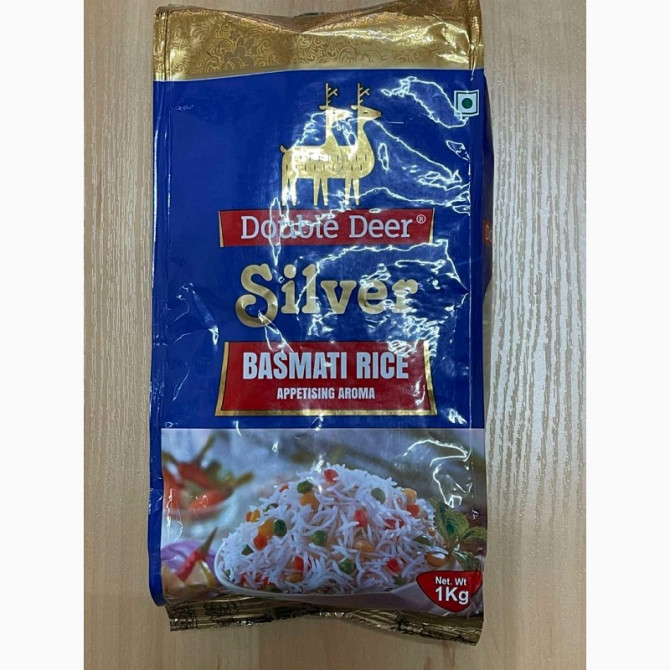 Double Deer®
Silver
BASMATI RICE
APPETISING AROMA
Net. Wt
1Kg